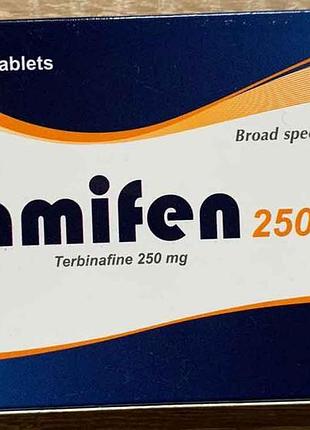 ablets
Broad spec
amifen 250
Terbinafine 250 mg